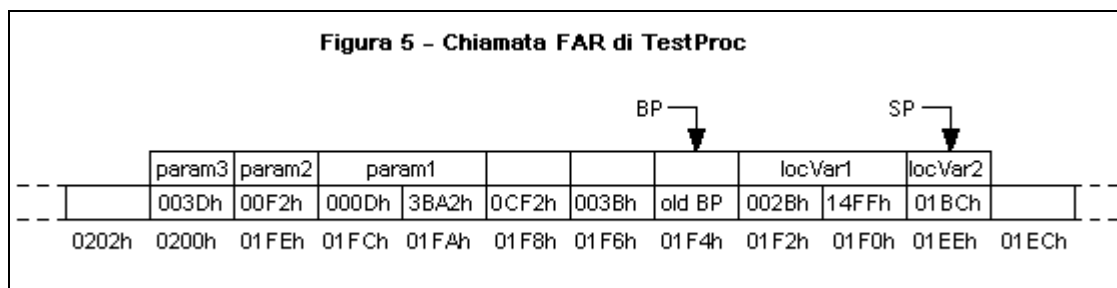 Figura 5 - Chiamata FAR di TestProc
BP SP
param3 param2 param1 locVar1 locVar2
003Dh 00F2h 000Dh 3BA2h 0CF2h 003Bh old BP 002Bh 14FFh 01BCh
0202h 0200h 01FEh 01FCh 01FAh 01F8h 01F6h 01F4h 01F2h 01F0h 01EEh 01ECh